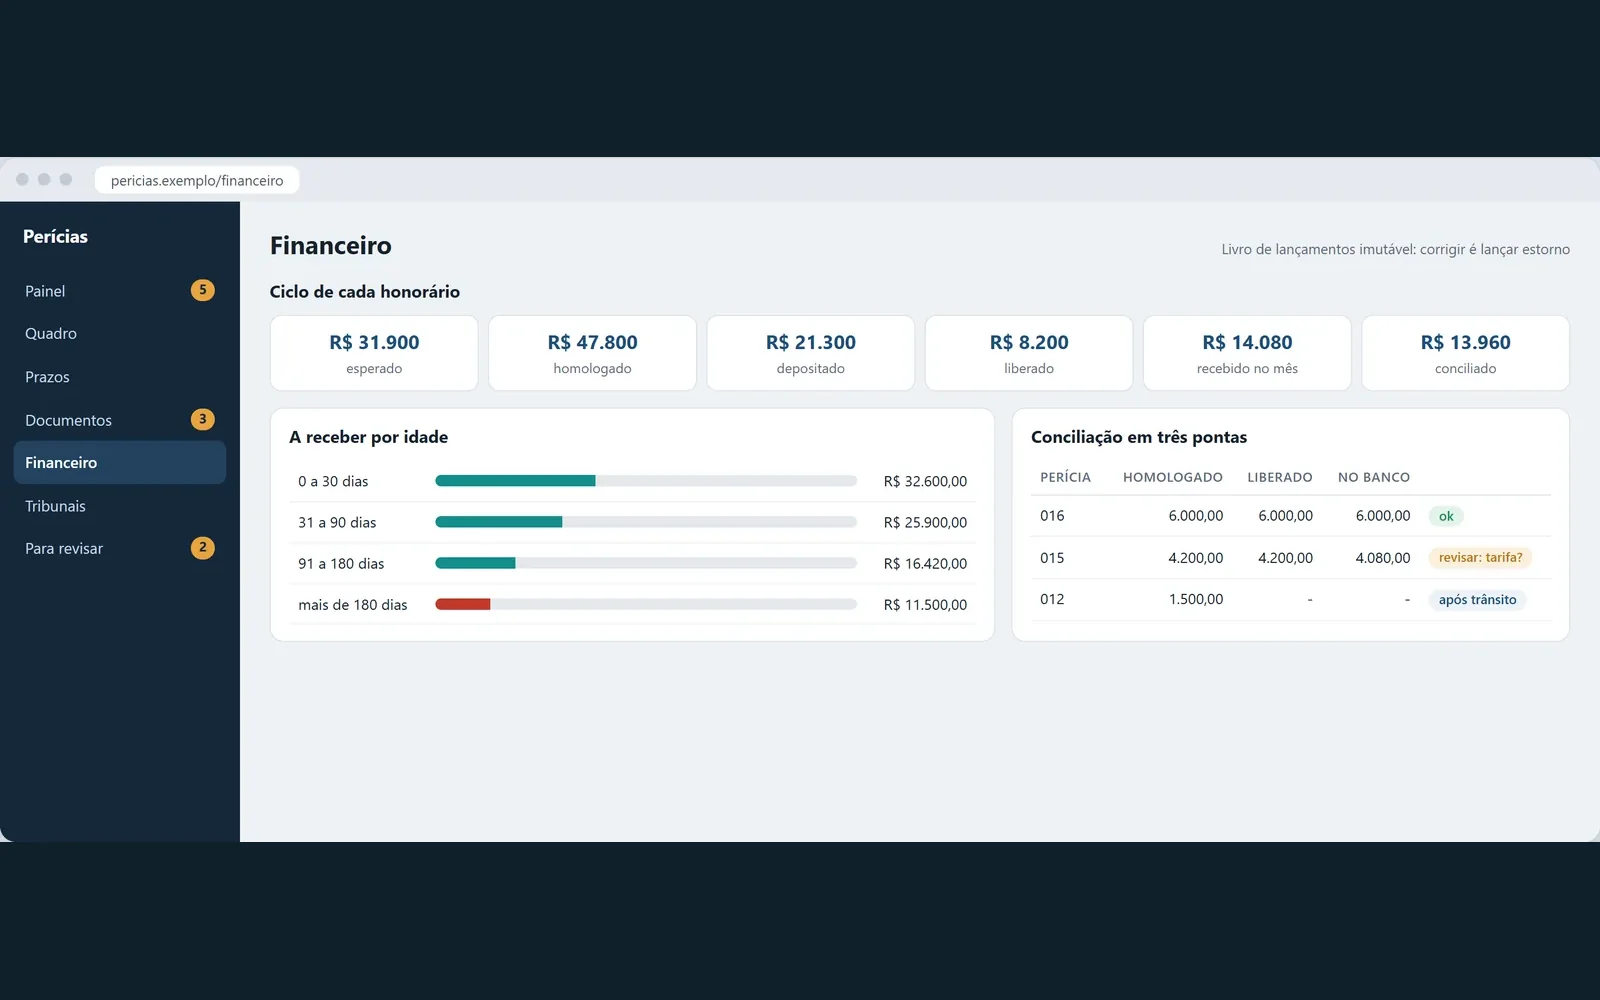 pericias.exemplo/financeiro
Perícias
Painel 5
Quadro
Prazos
Documentos 3
Financeiro
Tribunais
Para revisar 2
Financeiro
Livro de lançamentos imutável: corrigir é lançar estorno
Ciclo de cada honorário
R$ 31.900
esperado
R$ 47.800
homologado
R$ 21.300
depositado
R$ 8.200
liberado
R$ 14.080
recebido no mês
R$ 13.960
conciliado
A receber por idade
0 a 30 dias R$ 32.600,00
31 a 90 dias R$ 25.900,00
91 a 180 dias R$ 16.420,00
mais de 180 dias R$ 11.500,00
Conciliação em três pontas
PERÍCIA HOMOLOGADO LIBERADO NO BANCO
016 6.000,00 6.000,00 6.000,00 ok
015 4.200,00 4.200,00 4.080,00 revisar: tarifa?
012 1.500,00 - - após trânsito